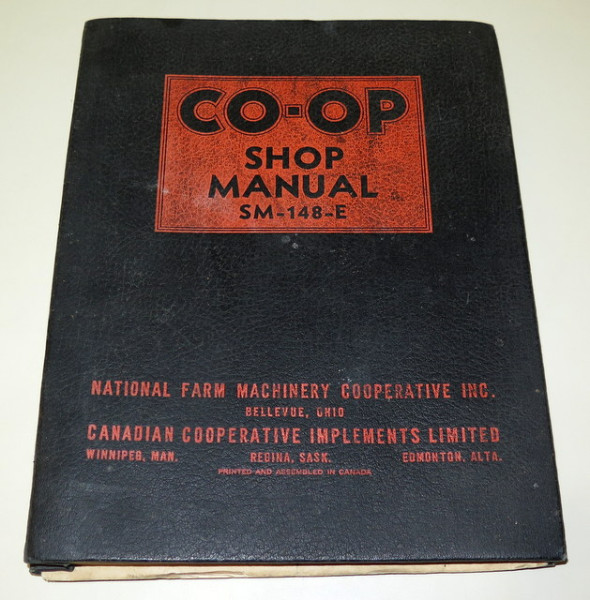 CO-OP
SHOP
MANUAL
SM-148-E
NATIONAL FARM MACHINERY COOPERATIVE INC.
BELLEVUE, OHIO
CANADIAN COOPERATIVE IMPLEMENTS LIMITED
WINNIPEG, MAN. REGINA, SASK. EDMONTON, ALTA.
PRINTED AND ASSEMBLED IN CANADA